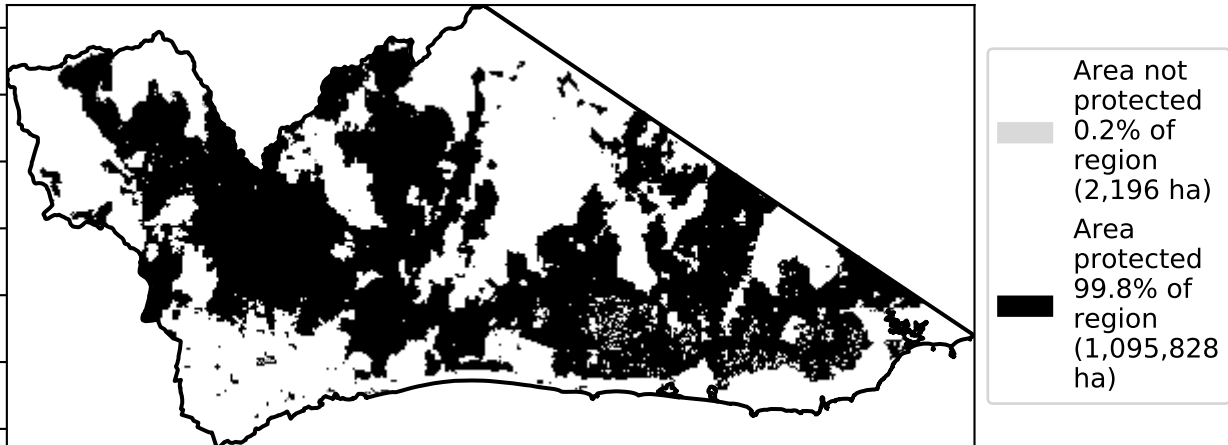 Area not
protected
0.2% of
region
(2,196 ha)
Area
protected
99.8% of
region
(1,095,828
ha)